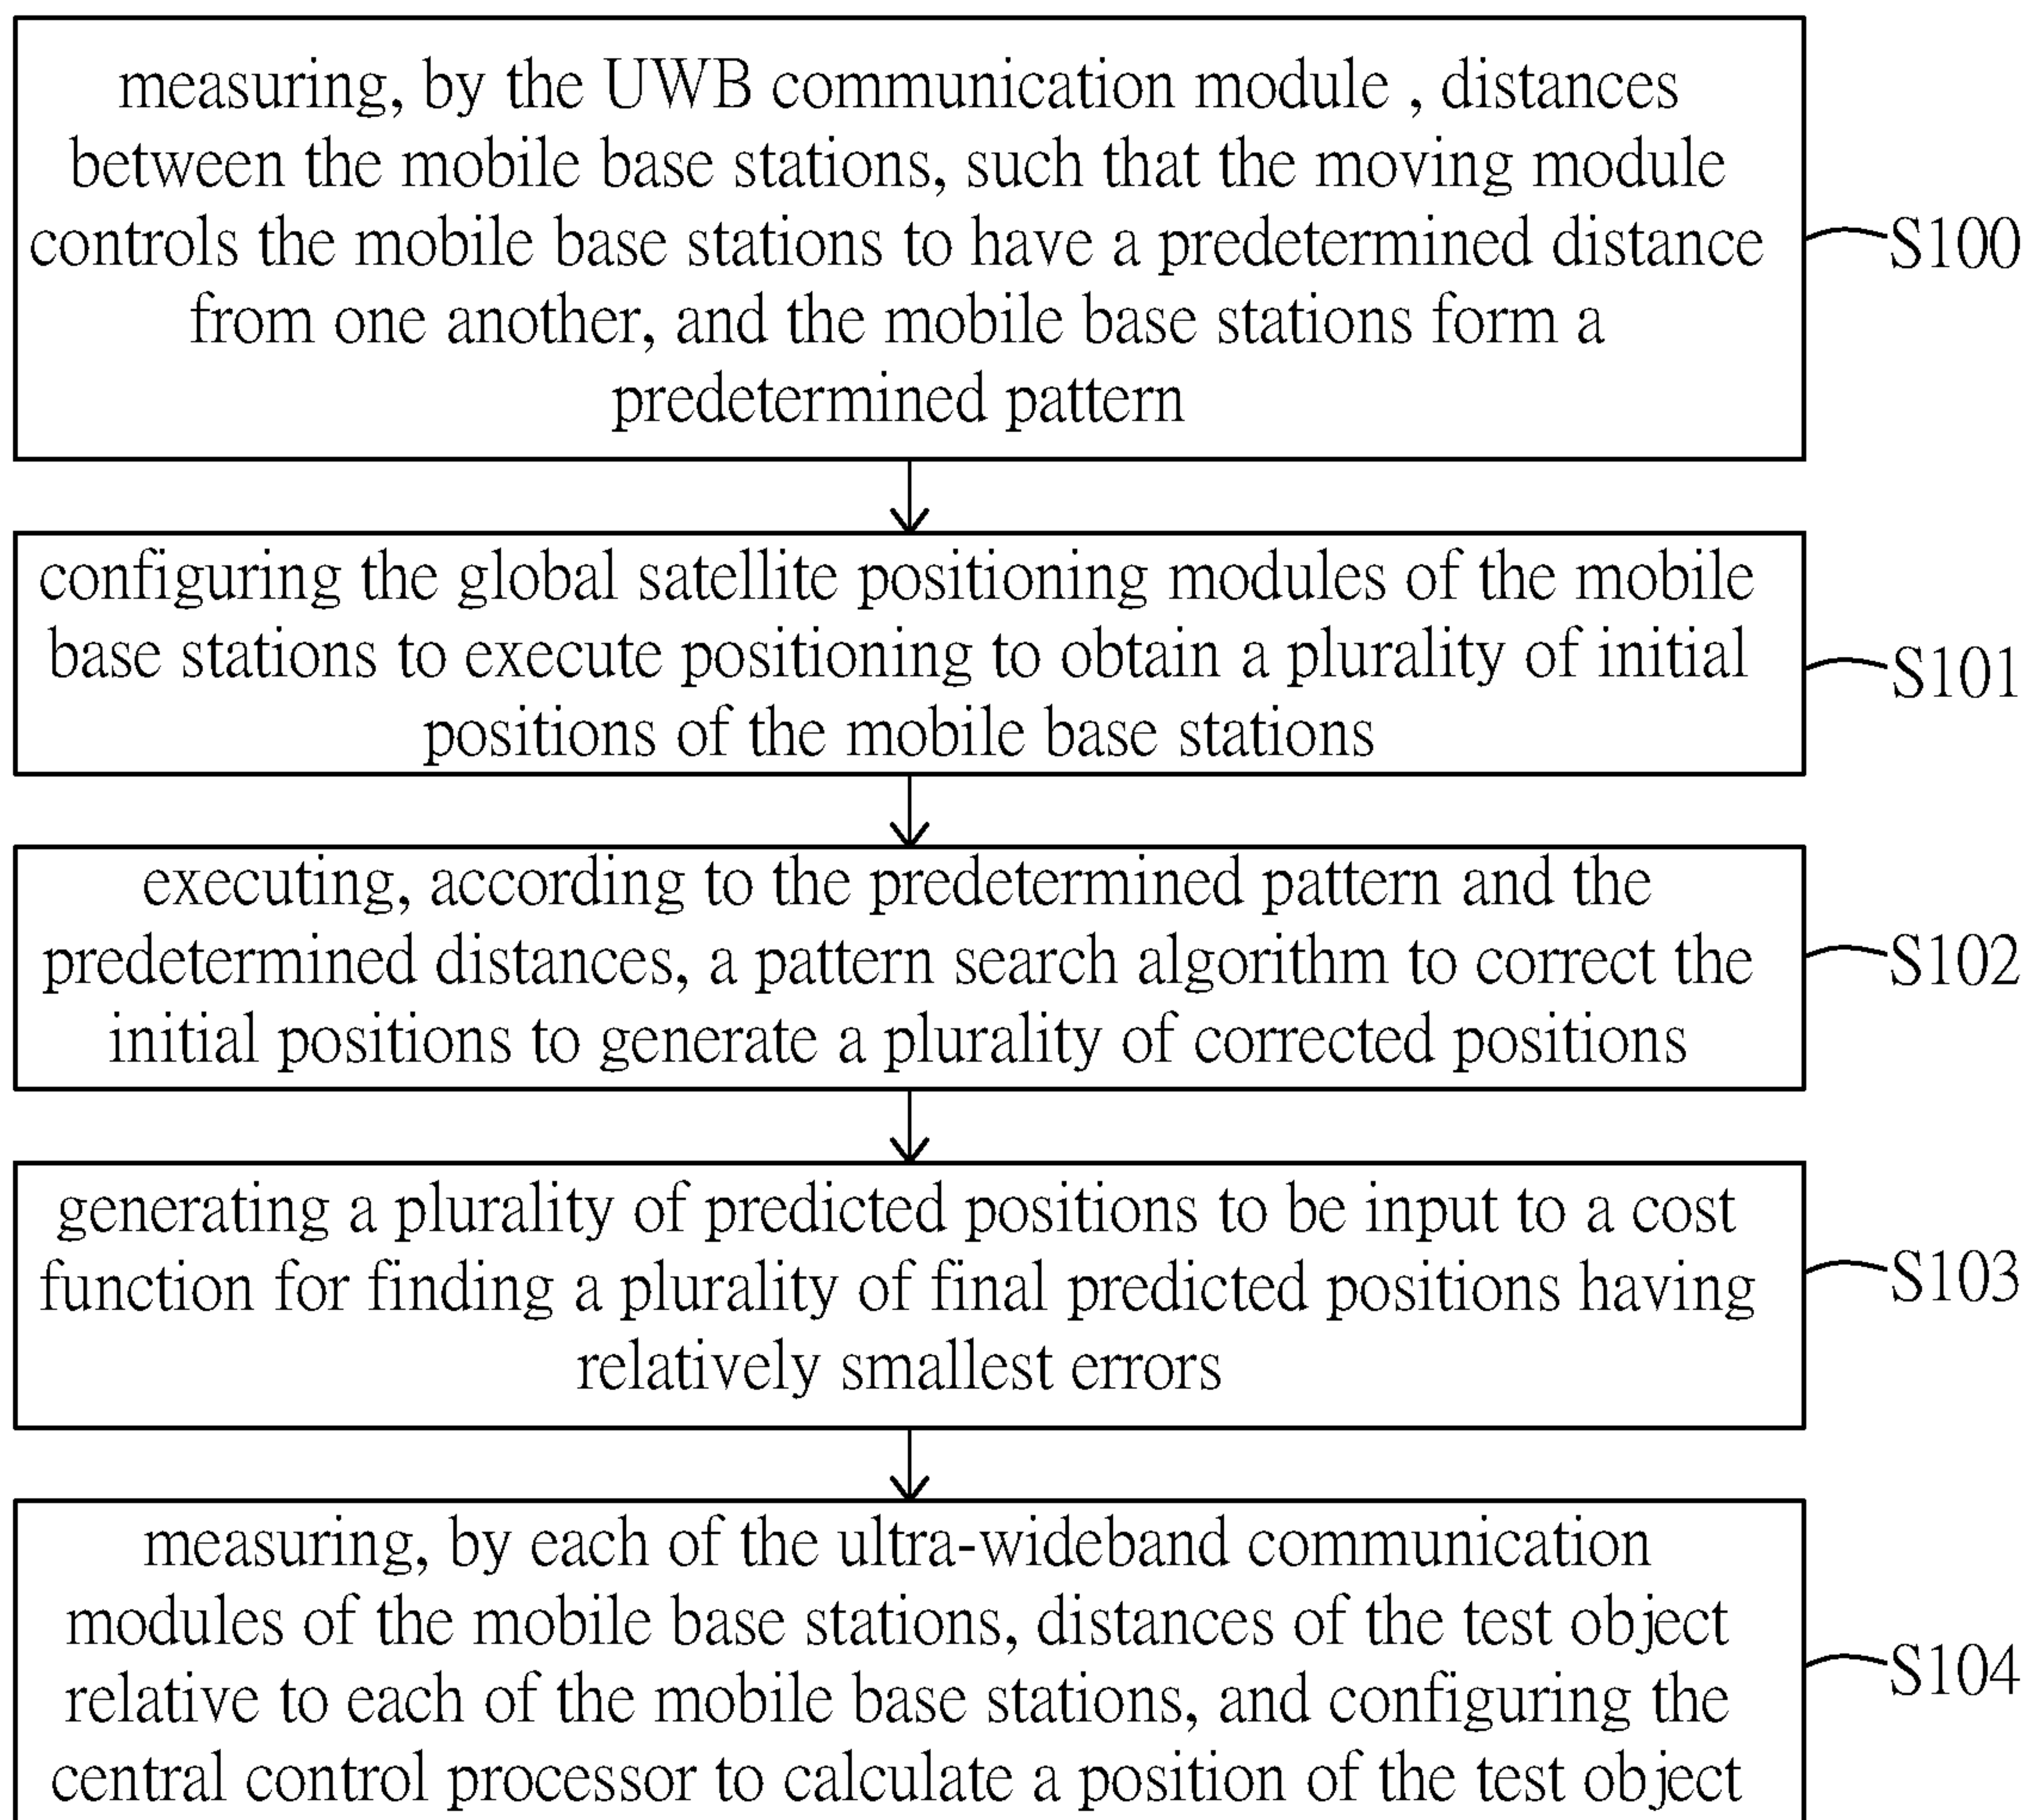 measuring, by the UWB communication module , distances
between the mobile base stations, such that the moving module
controls the mobile base stations to have a predetermined distance
from one another, and the mobile base stations form a
predetermined pattern
S100
configuring the global satellite positioning modules of the mobile
base stations to execute positioning to obtain a plurality of initial
positions of the mobile base stations
S101
executing, according to the predetermined pattern and the
predetermined distances, a pattern search algorithm to correct the
initial positions to generate a plurality of corrected positions
S102
generating a plurality of predicted positions to be input to a cost
function for finding a plurality of final predicted positions having
relatively smallest errors
S103
measuring, by each of the ultra-wideband communication
modules of the mobile base stations, distances of the test object
relative to each of the mobile base stations, and configuring the
central control processor to calculate a position of the test object
S104